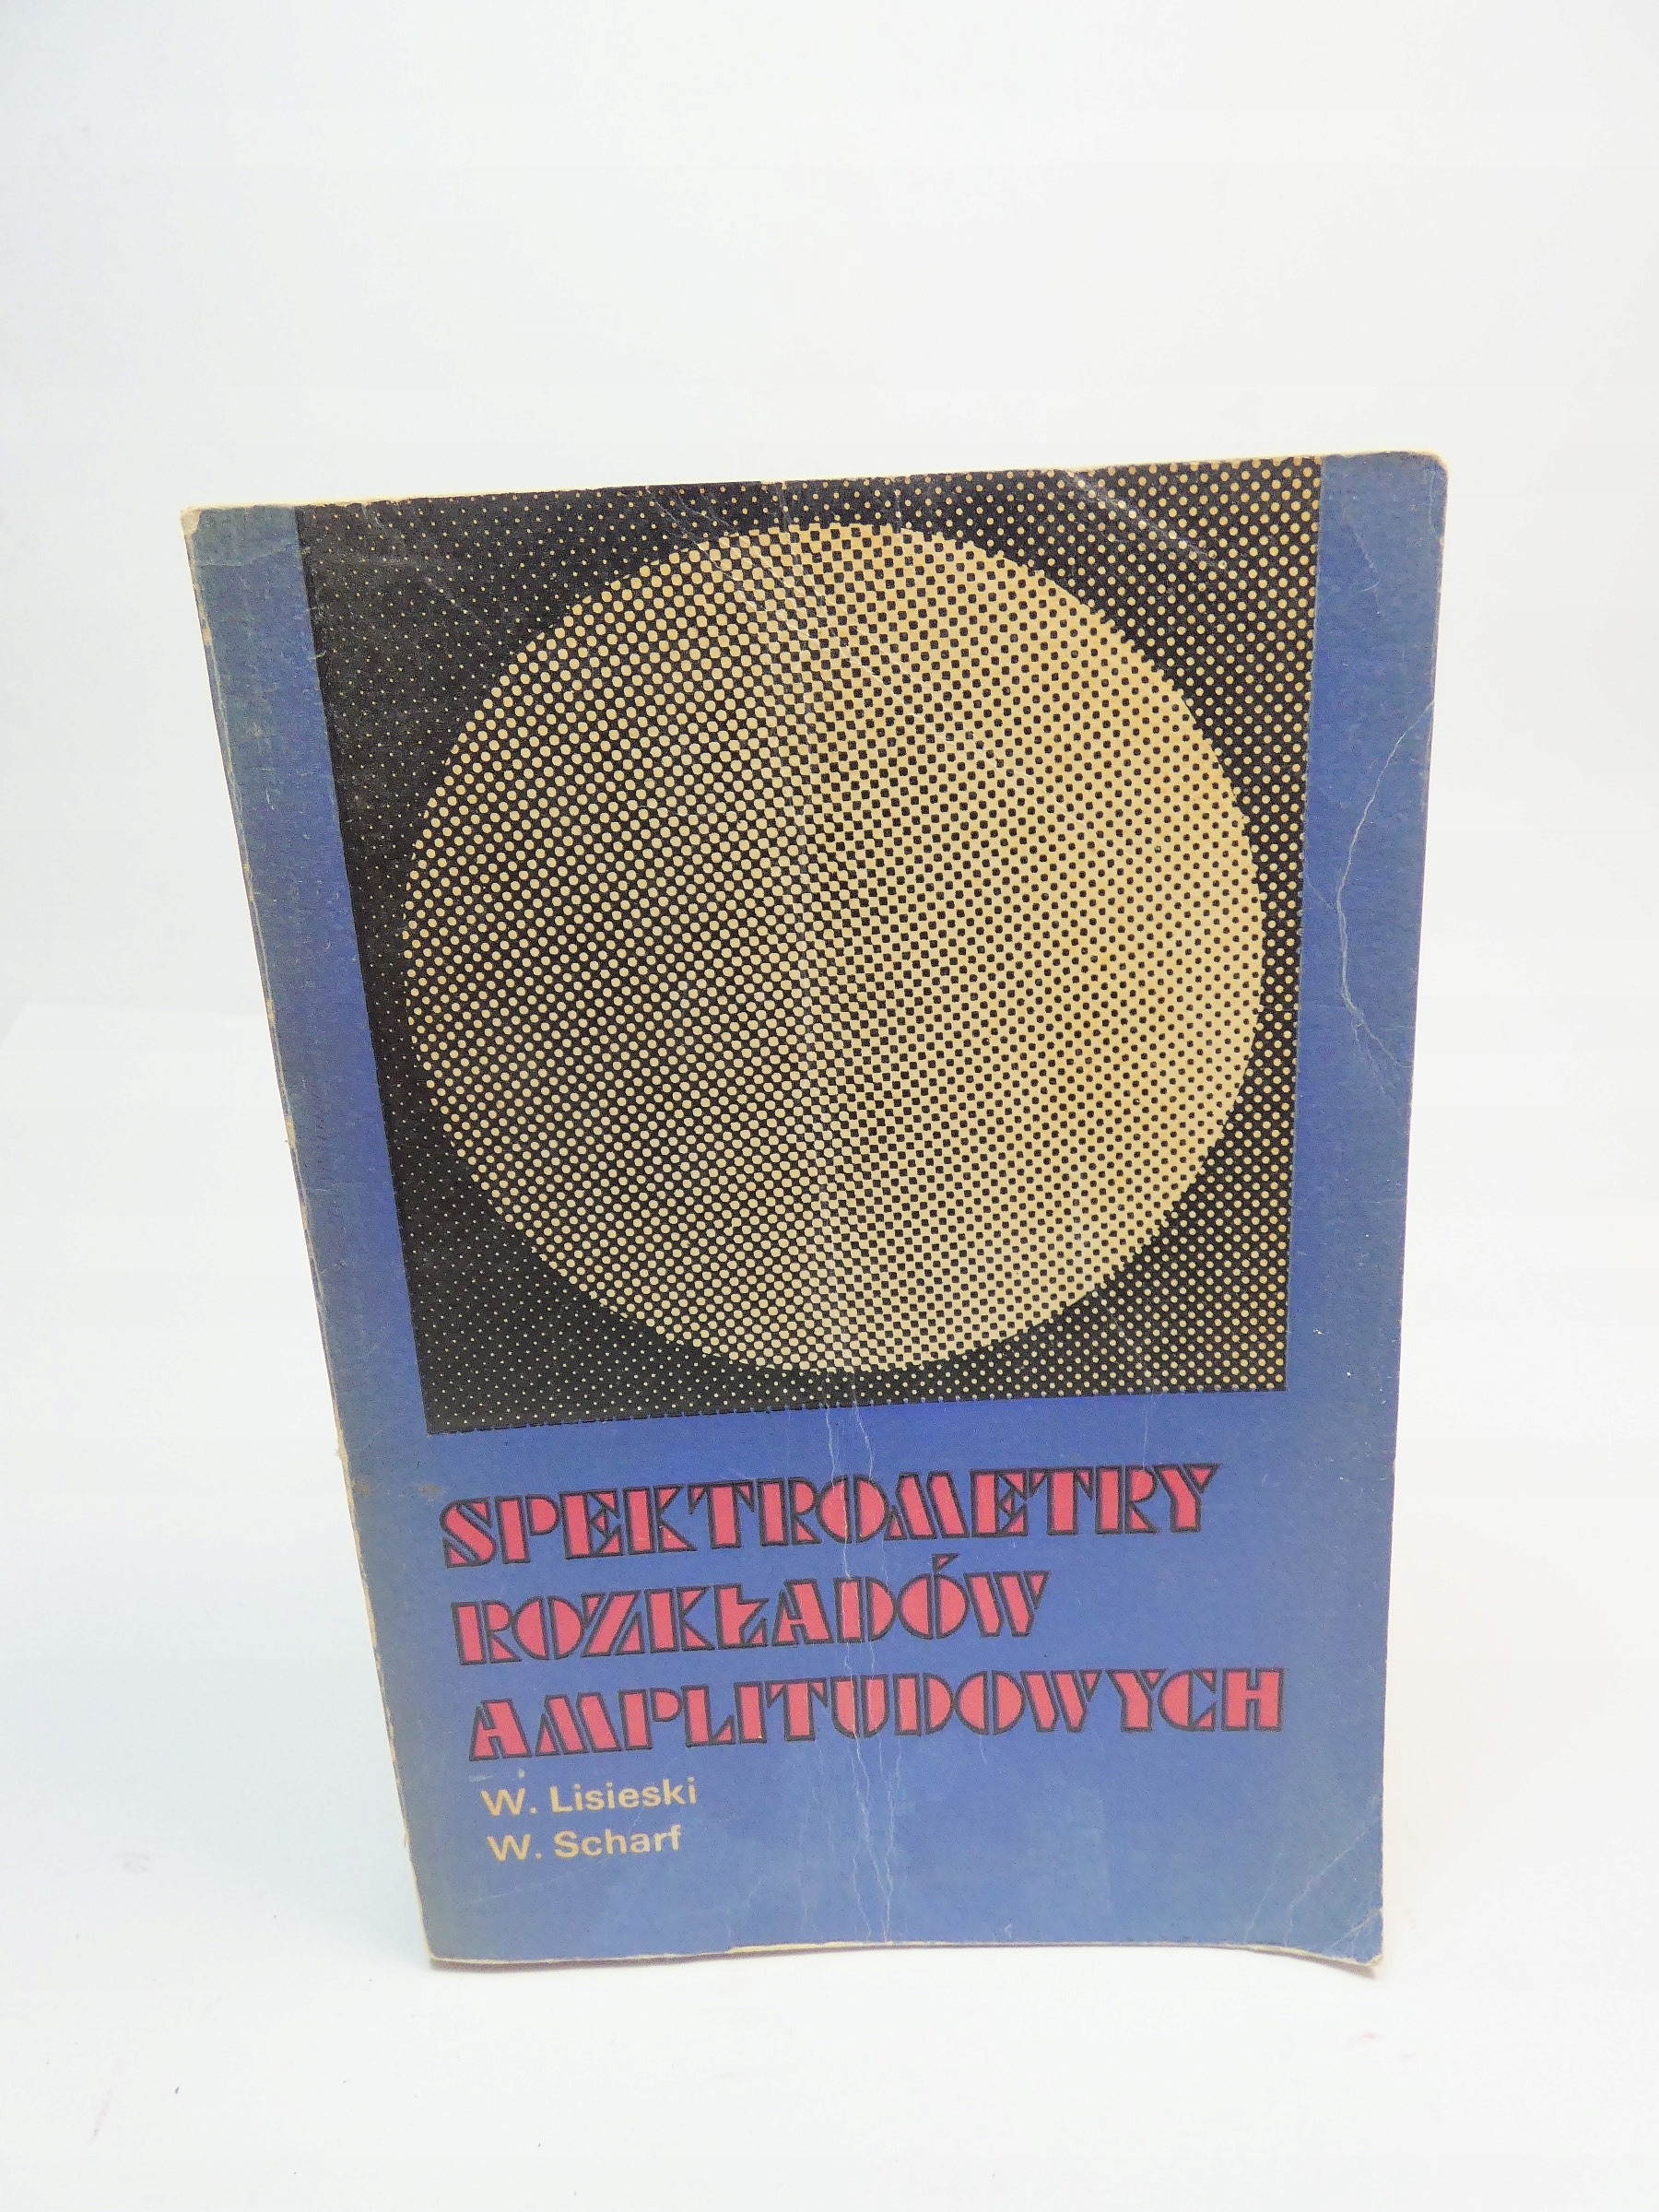 SPEKTROMETRY
ROZKŁADÓW
AMPLITUDOWYCH
W. Lisieski
W. Scharf